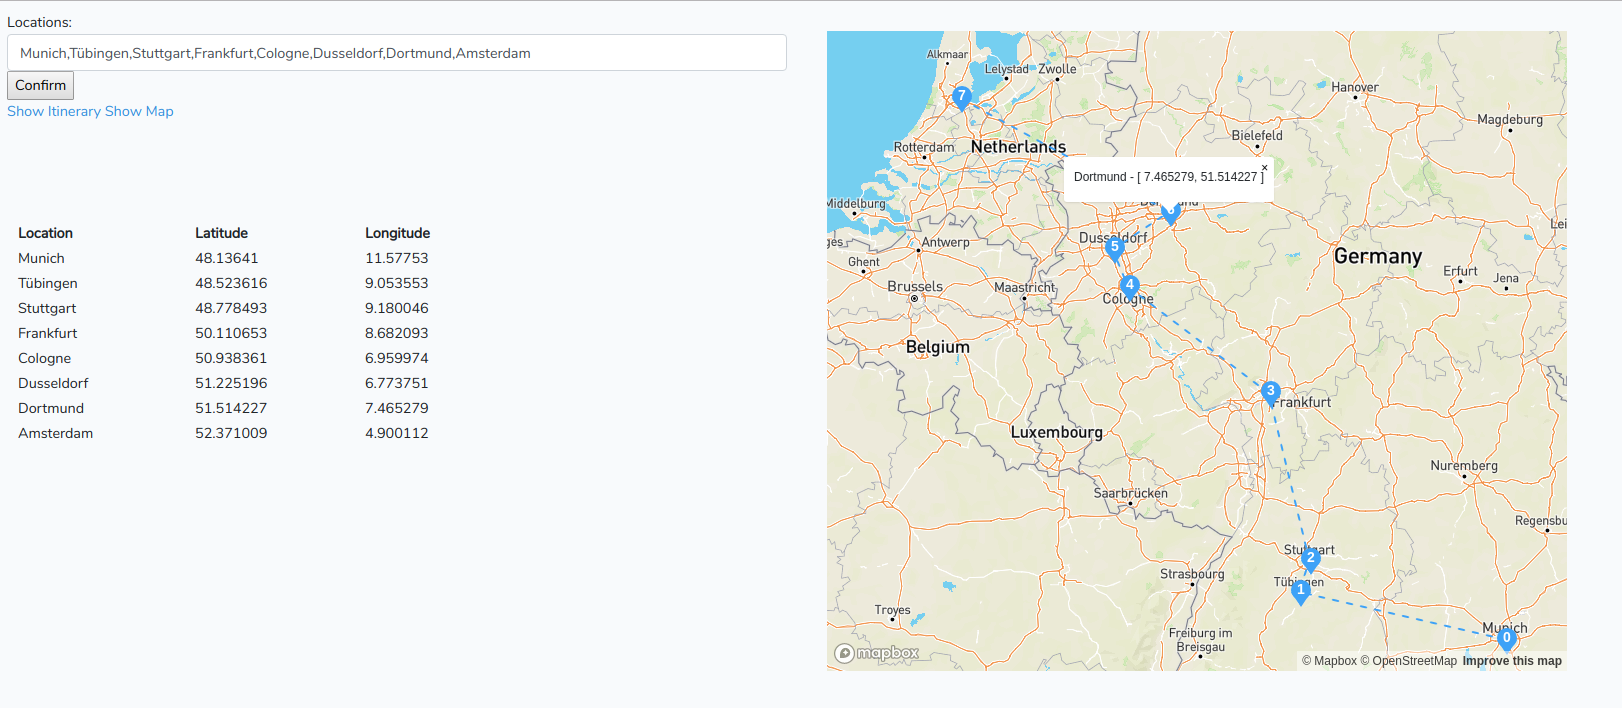 Locations:
Munich,Tübingen,Stuttgart,Frankfurt,Cologne,Dusseldorf,Dortmund,Amsterdam
Confirm
Show Itinerary Show Map
Location Latitude Longitude
Munich 48.13641 11.57753
Tübingen 48.523616 9.053553
Stuttgart 48.778493 9.180046
Frankfurt 50.110653 8.682093
Cologne 50.938361 6.959974
Dusseldorf 51.225196 6.773751
Dortmund 51.514227 7.465279
Amsterdam 52.371009 4.900112
Alkmaar
Lelystad Zwolle
Hanover
7
Magdeburg
Bielefeld
Rotterdam Netherlands
×
Dortmund - [ 7.465279, 51.514227 ]
Middelburg
6
Dusseldorf
5
Antwerp
Germany
Ghent
Erfurt
Jena
Brussels
Maastricht
4
Cologne
Belgium
3
Frankfurt
Luxembourg
Nuremberg
Saarbrücken
Stuttgart
2
Strasbourg
Tübingen
1
Troyes
Munich
0
Freiburg im
Breisgau
mapbox
© Mapbox © OpenStreetMap Improve this map